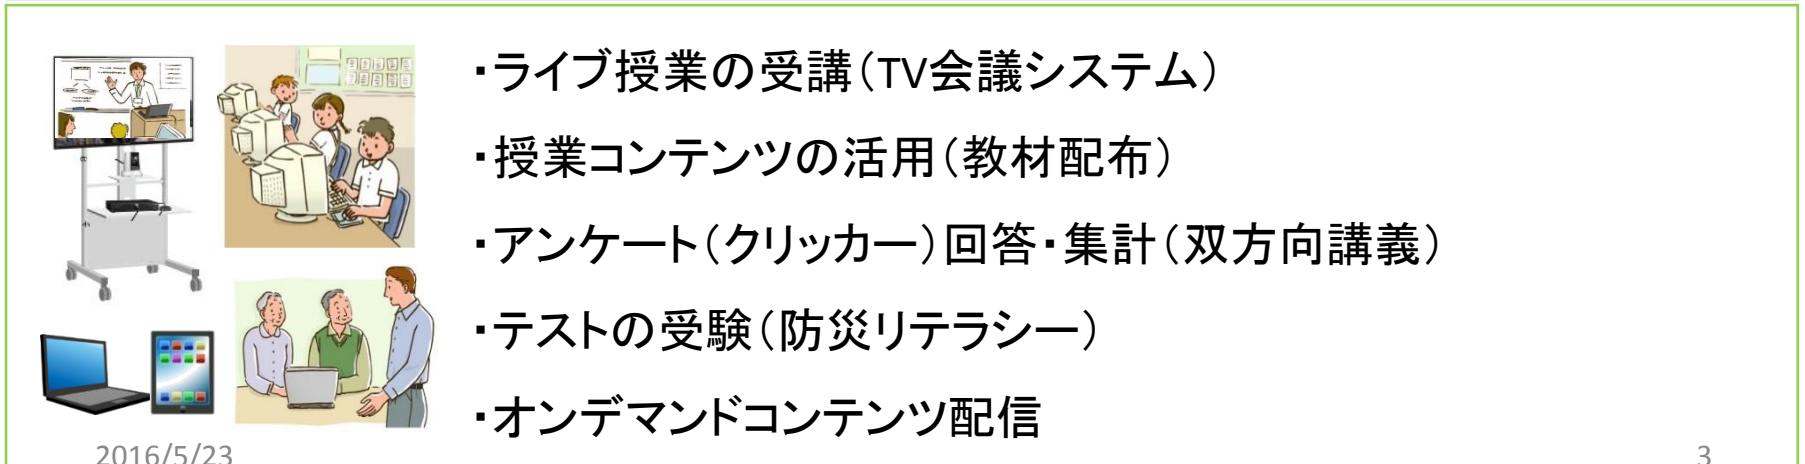 ・ライブ授業の受講（TV会議システム）
・授業コンテンツの活用（教材配布）
・アンケート（クリッカー）回答・集計（双方向講義）
・テストの受験（防災リテラシー）
・オンデマンドコンテンツ配信
2016/5/23
3